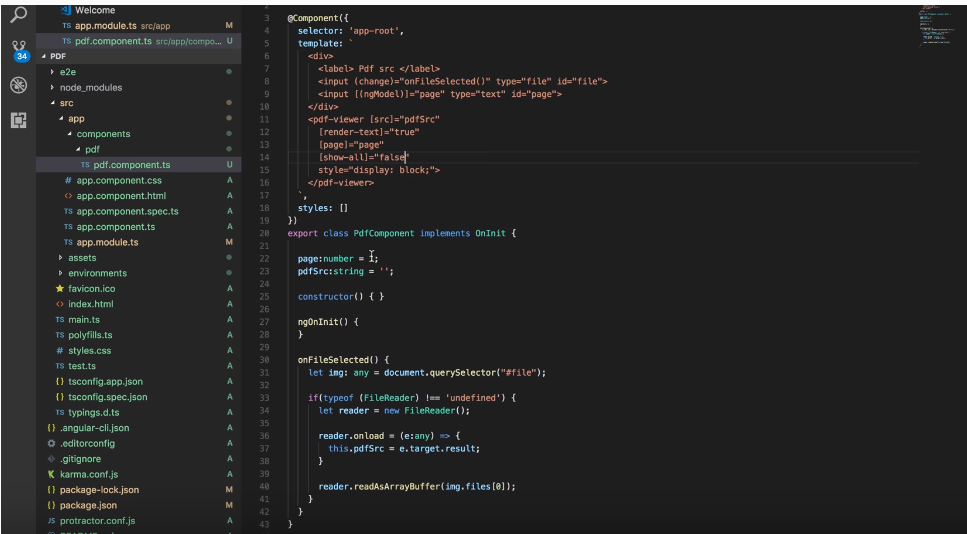 Welcome
TS app.module.ts src/app M
TS pdf.component.ts src/app/compo... U
34
PDF
e2e
node_modules
src
app
components
pdf
TS pdf.component.ts U
# app.component.css A
<> app.component.html A
TS app.component.spec.ts A
TS app.component.ts A
TS app.module.ts M
assets
environments
favicon.ico A
<> index.html A
TS main.ts A
TS polyfills.ts A
# styles.css A
TS test.ts A
{} tsconfig.app.json A
{} tsconfig.spec.json A
TS typings.d.ts A
{} .angular-cli.json A
.editorconfig A
.gitignore A
karma.conf.js A
{} package-lock.json M
{} package.json M
JS protractor.conf.js A
2
3 @Component({
4 selector: 'app-root',
5 template: `
6 <div>
7 <label> Pdf src </label>
8 <input (change)="onFileSelected()" type="file" id="file">
9 <input [(ngModel)]="page" type="text" id="page">
10 </div>
11 <pdf-viewer [src]="pdfSrc"
12 [render-text]="true"
13 [page]="page"
14 [show-all]="false"
15 style="display: block;">
16 </pdf-viewer>
17 `,
18 styles: []
19 })
20 export class PdfComponent implements OnInit {
21
22 page:number = 1;
23 pdfSrc:string = '';
24
25 constructor() { }
26
27 ngOnInit() {
28 }
29
30 onFileSelected() {
31 let img: any = document.querySelector("#file");
32
33 if(typeof (FileReader) !== 'undefined') {
34 let reader = new FileReader();
35
36 reader.onload = (e:any) => {
37 this.pdfSrc = e.target.result;
38 }
39
40 reader.readAsArrayBuffer(img.files[0]);
41 }
42 }
43 }